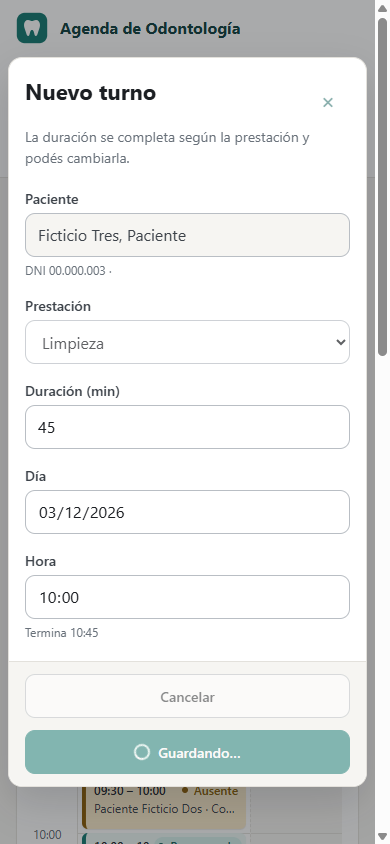 Agenda de Odontología
Nuevo turno
×
La duración se completa según la prestación y
podés cambiarla.
Paciente
Ficticio Tres, Paciente
DNI 00.000.003 ·
Prestación
Limpieza
Duración (min)
45
Día
03/12/2026
Hora
10:00
Termina 10:45
Cancelar
Guardando...
09:30 – 10:00 • Ausente
Paciente Ficticio Dos · Co...
10:00